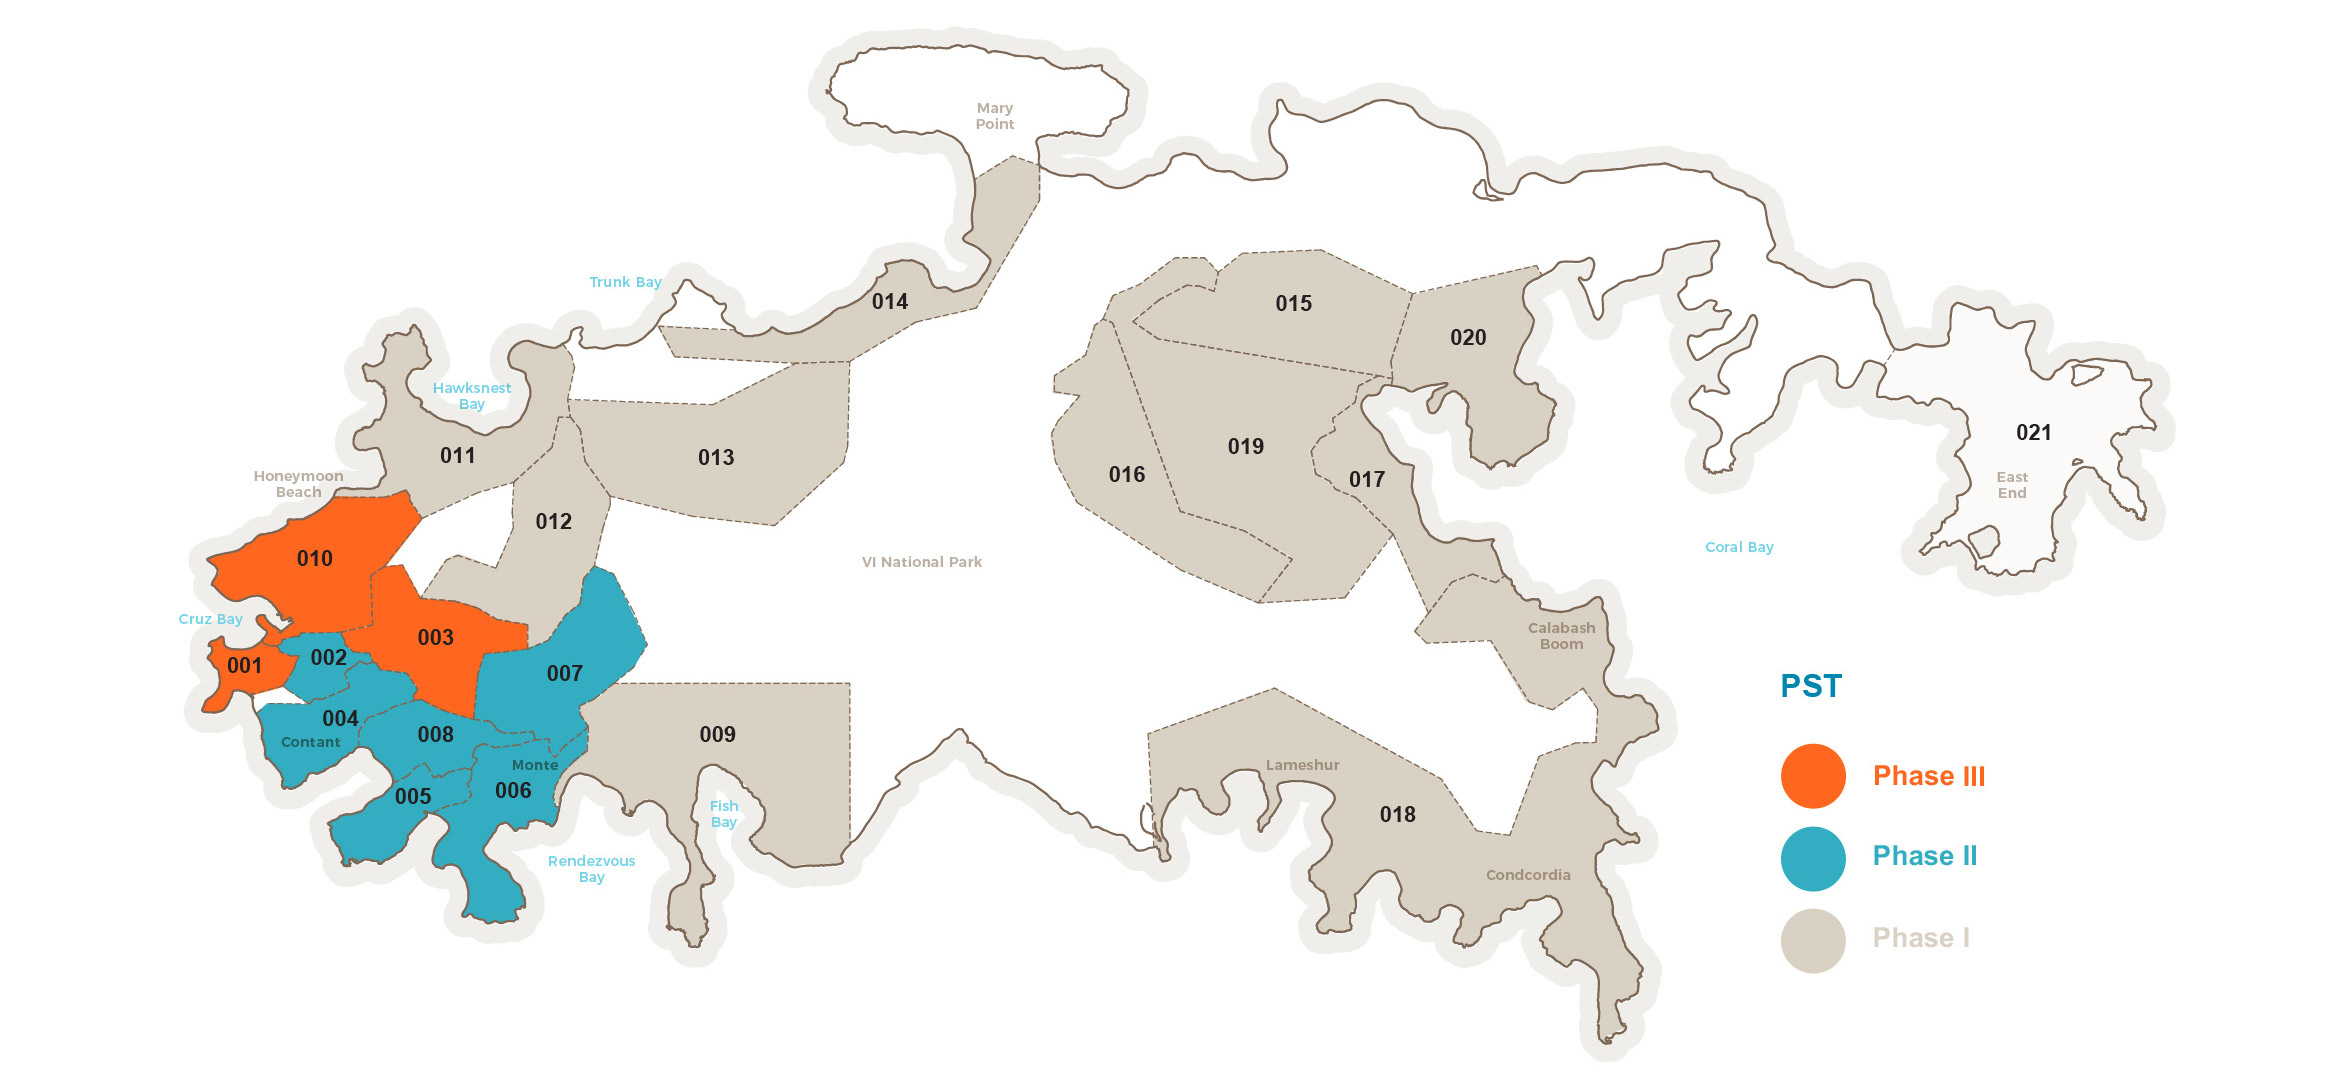 Mary
Point
Trunk Bay
014
015
020
Hawksnest
Bay
011
013
019
016
017
021
Honeymoon
Beach
East
End
012
010
VI National Park
Coral Bay
Cruz Bay
003
Calabash
Boom
001
002
007
PST
004
Contant
008
009
Monte
Lameshur
Phase III
005
006
Fish
Bay
018
Rendezvous
Bay
Phase II
Condcordia
Phase I